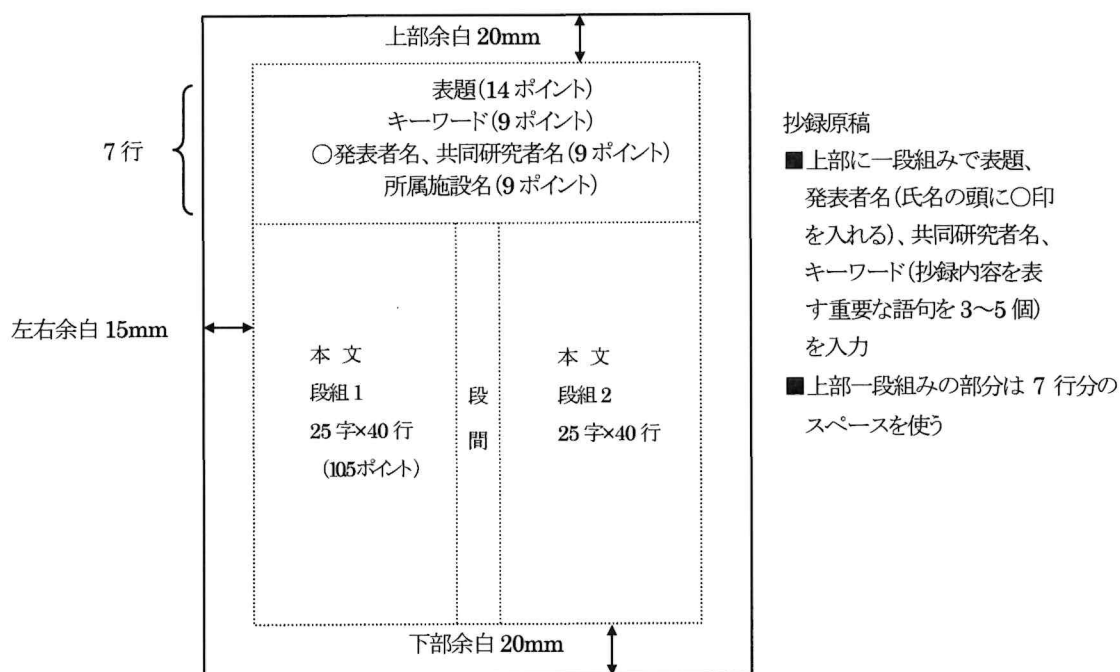 上部余白 20mm
表題(14 ポイント)
キーワード(9 ポイント)
○発表者名、共同研究者名(9 ポイント)
所属施設名(9 ポイント)
7 行
左右余白 15mm
本 文
段組 1
25 字×40 行
(10.5ポイント)
段
間
本 文
段組 2
25 字×40 行
下部余白 20mm
抄録原稿
■上部に一段組みで表題、
発表者名(氏名の頭に○印
を入れる)、共同研究者名、
キーワード(抄録内容を表
す重要な語句を 3~5 個)
を入力
■上部一段組みの部分は 7 行分の
スペースを使う